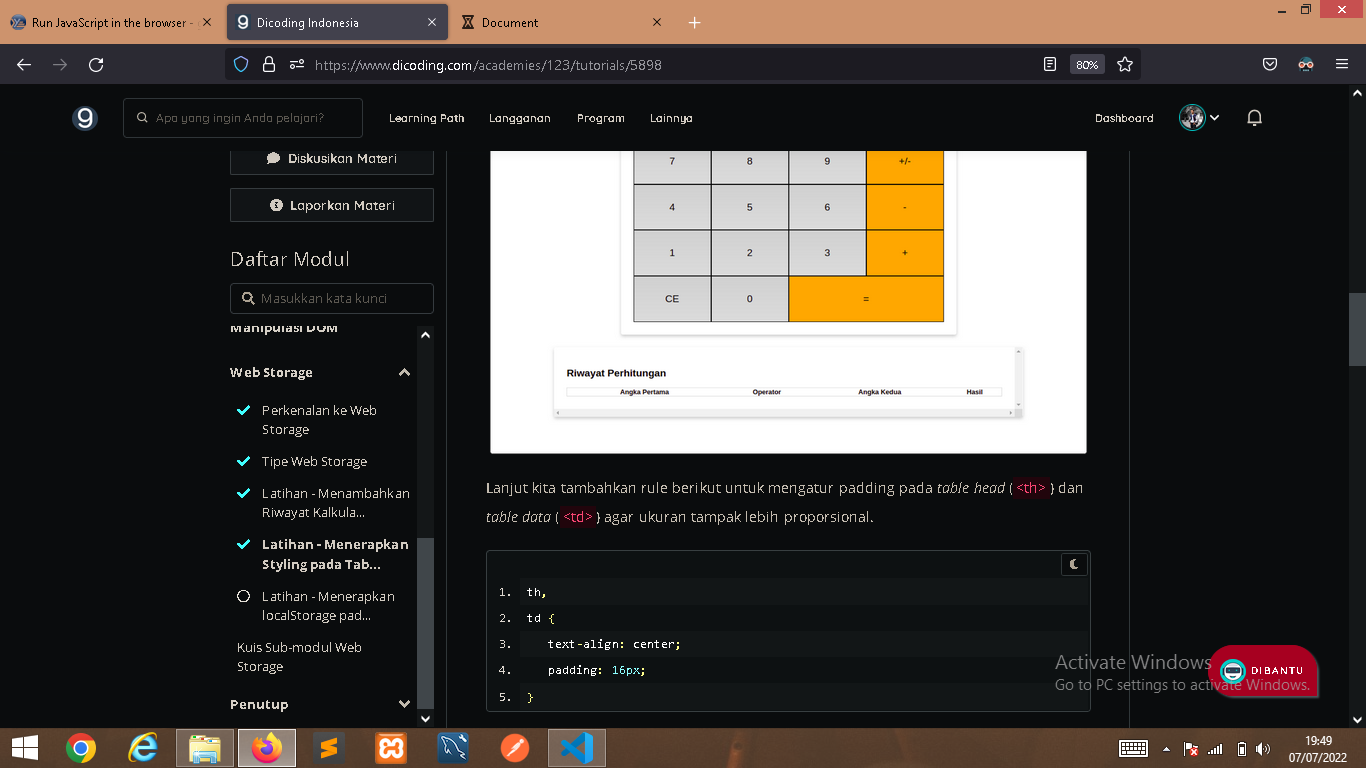 Run JavaScript in the browser -
Dicoding Indonesia
Document
https://www.dicoding.com/academies/123/tutorials/5898
80%
Apa yang ingin Anda pelajari?
Learning Path
Langganan
Program
Lainnya
Dashboard
Diskusikan Materi
Laporkan Materi
Daftar Modul
Masukkan kata kunci
Manipulasi DOM
Web Storage
Perkenalan ke Web
Storage
Tipe Web Storage
Latihan - Menambahkan
Riwayat Kalkula...
Latihan - Menerapkan
Styling pada Tab...
Latihan - Menerapkan
localStorage pad...
Kuis Sub-modul Web
Storage
Penutup
7 8 9 +/-
4 5 6 -
1 2 3 +
CE 0 =
Riwayat Perhitungan
Angka Pertama Operator Angka Kedua Hasil
Lanjut kita tambahkan rule berikut untuk mengatur padding pada table head ( <th> ) dan
table data ( <td> ) agar ukuran tampak lebih proporsional.
1. th,
2. td {
3. text-align: center;
4. padding: 16px;
5. }
Activate Windows
Go to PC settings to activate Windows.
DIBANTU
19:49
07/07/2022